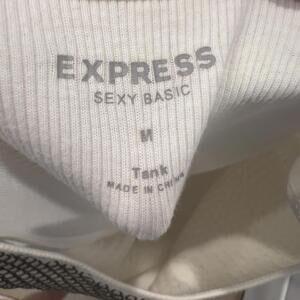 EXPRESS
SEXY BASIC
M
Tank
MADE IN CHINA